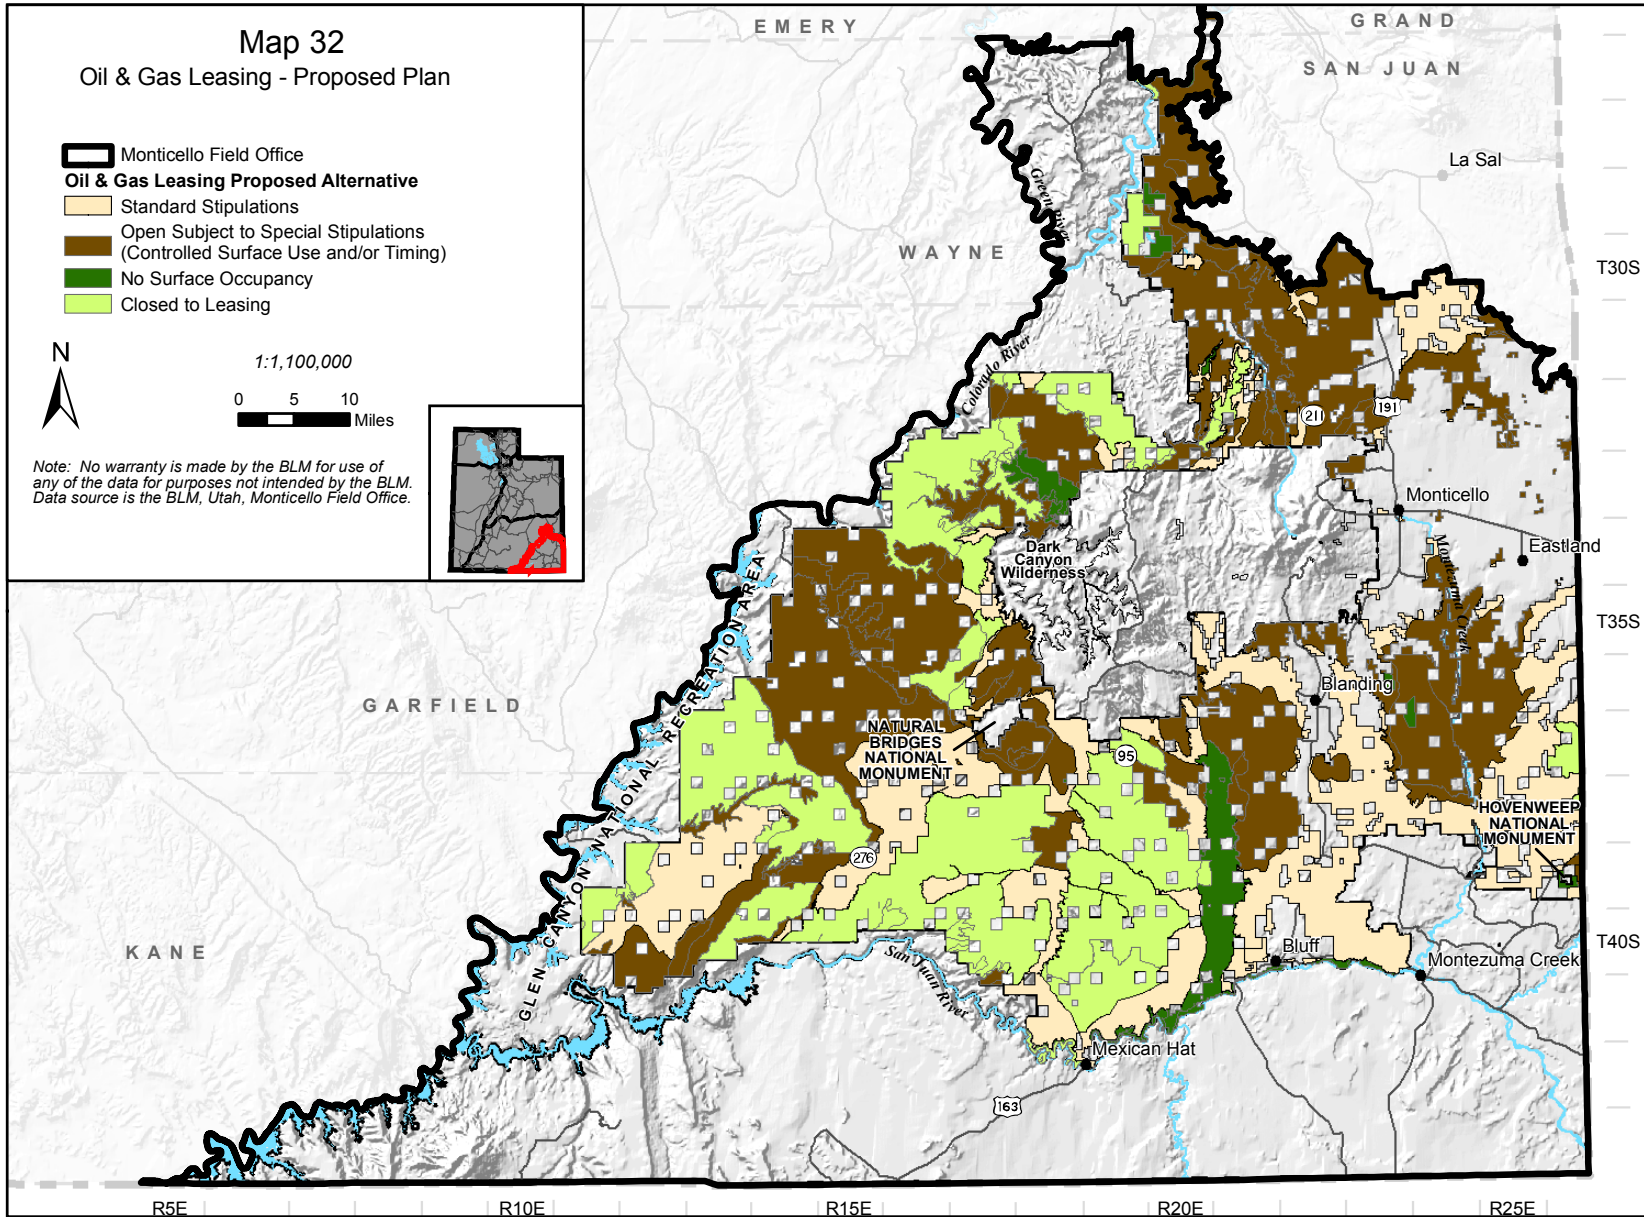 Map 32
Oil & Gas Leasing - Proposed Plan
Monticello Field Office
Oil & Gas Leasing Proposed Alternative
Standard Stipulations
Open Subject to Special Stipulations
(Controlled Surface Use and/or Timing)
No Surface Occupancy
Closed to Leasing
N
1:1,100,000
0 5 10
Miles
Note: No warranty is made by the BLM for use of
any of the data for purposes not intended by the BLM.
Data source is the BLM, Utah, Monticello Field Office.
EMERY
GRAND
SAN JUAN
La Sal
Green River
WAYNE
T30S
Colorado River
211
191
Monticello
Eastland
Montezuma Creek
Dark
Canyon
Wilderness
T35S
GLEN CANYON NATIONAL RECREATION AREA
GARFIELD
Blanding
NATURAL
BRIDGES
NATIONAL
MONUMENT
95
HOVENWEEP
NATIONAL
MONUMENT
276
KANE
San Juan River
Bluff
T40S
Montezuma Creek
Mexican Hat
163
R5E
R10E
R15E
R20E
R25E